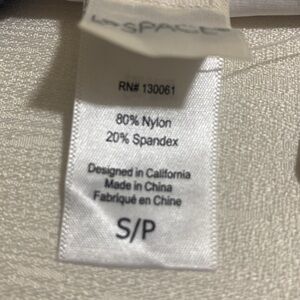 L*SPACE
RN# 130061
80% Nylon
20% Spandex
Designed in California
Made in China
Fabriqué en Chine
S/P